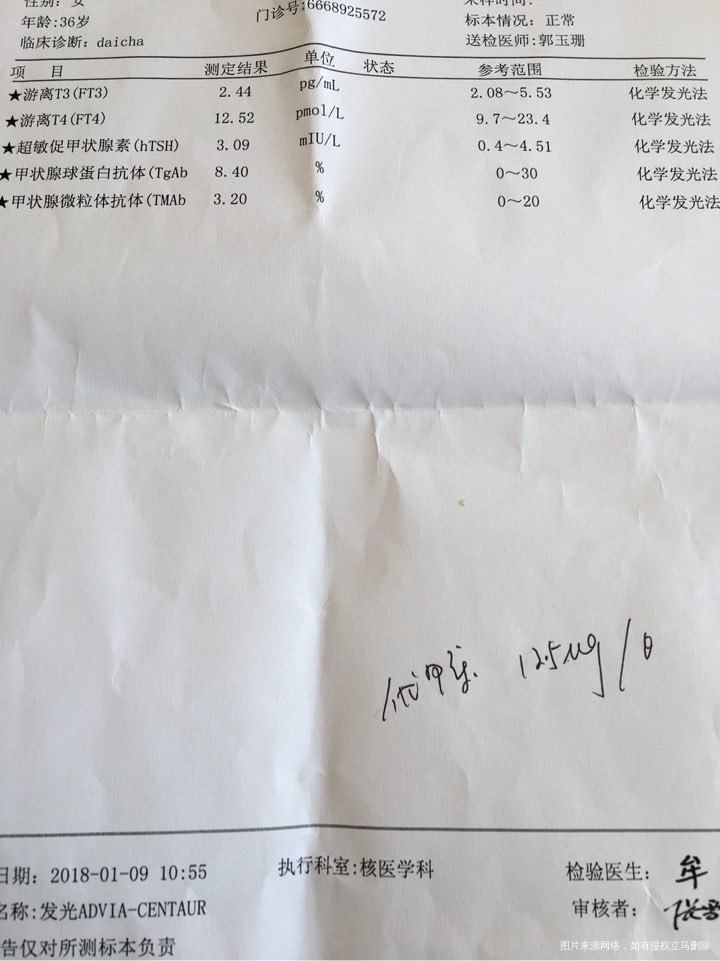 性别: 女
门诊号:6668925572
采样时间:
年龄:36岁
标本情况: 正常
临床诊断: daicha
送检医师:郭玉珊
项 目 测定结果 单位 状态 参考范围 检验方法
★游离T3(FT3) 2.44 pg/mL 2.08～5.53 化学发光法
★游离T4(FT4) 12.52 pmol/L 9.7～23.4 化学发光法
★超敏促甲状腺素(hTSH) 3.09 mIU/L 0.4～4.51 化学发光法
★甲状腺球蛋白抗体(TgAb 8.40 % 0～30 化学发光法
★甲状腺微粒体抗体(TMAb 3.20 % 0～20 化学发光法
优甲乐 12.5ug/日
日期: 2018-01-09 10:55 执行科室:核医学科 检验医生: 牟
名称:发光ADVIA-CENTAUR 审核者:
告仅对所测标本负责
图片来源网络，如有侵权立马删除